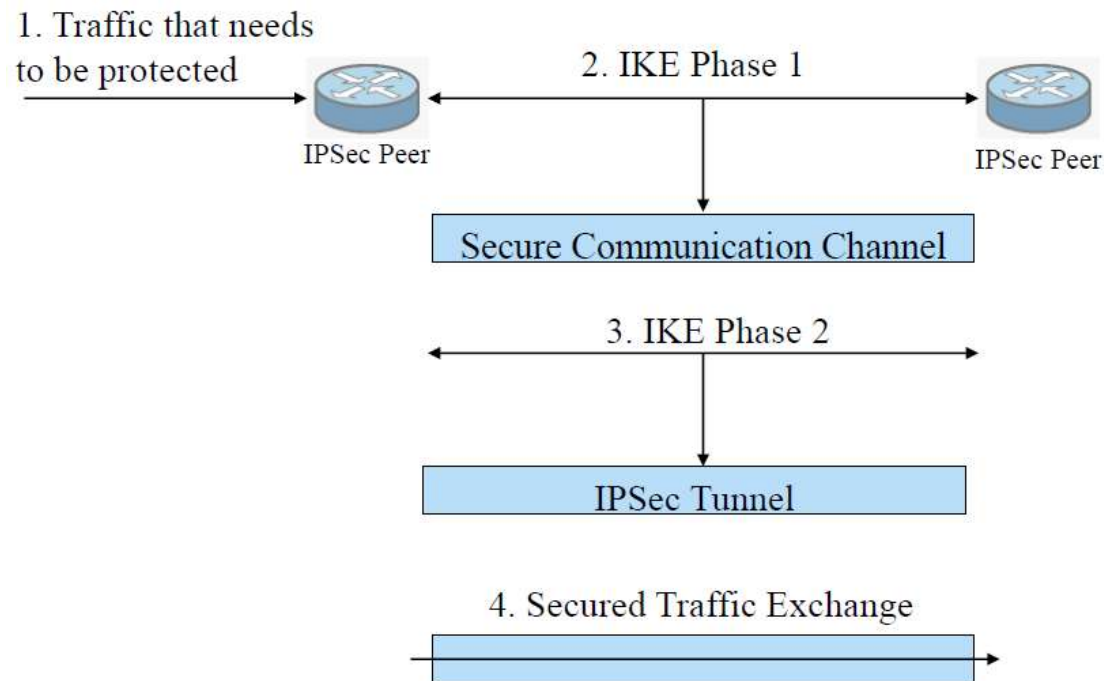 1. Traffic that needs
to be protected
2. IKE Phase 1
IPSec Peer
IPSec Peer
Secure Communication Channel
3. IKE Phase 2
IPSec Tunnel
4. Secured Traffic Exchange